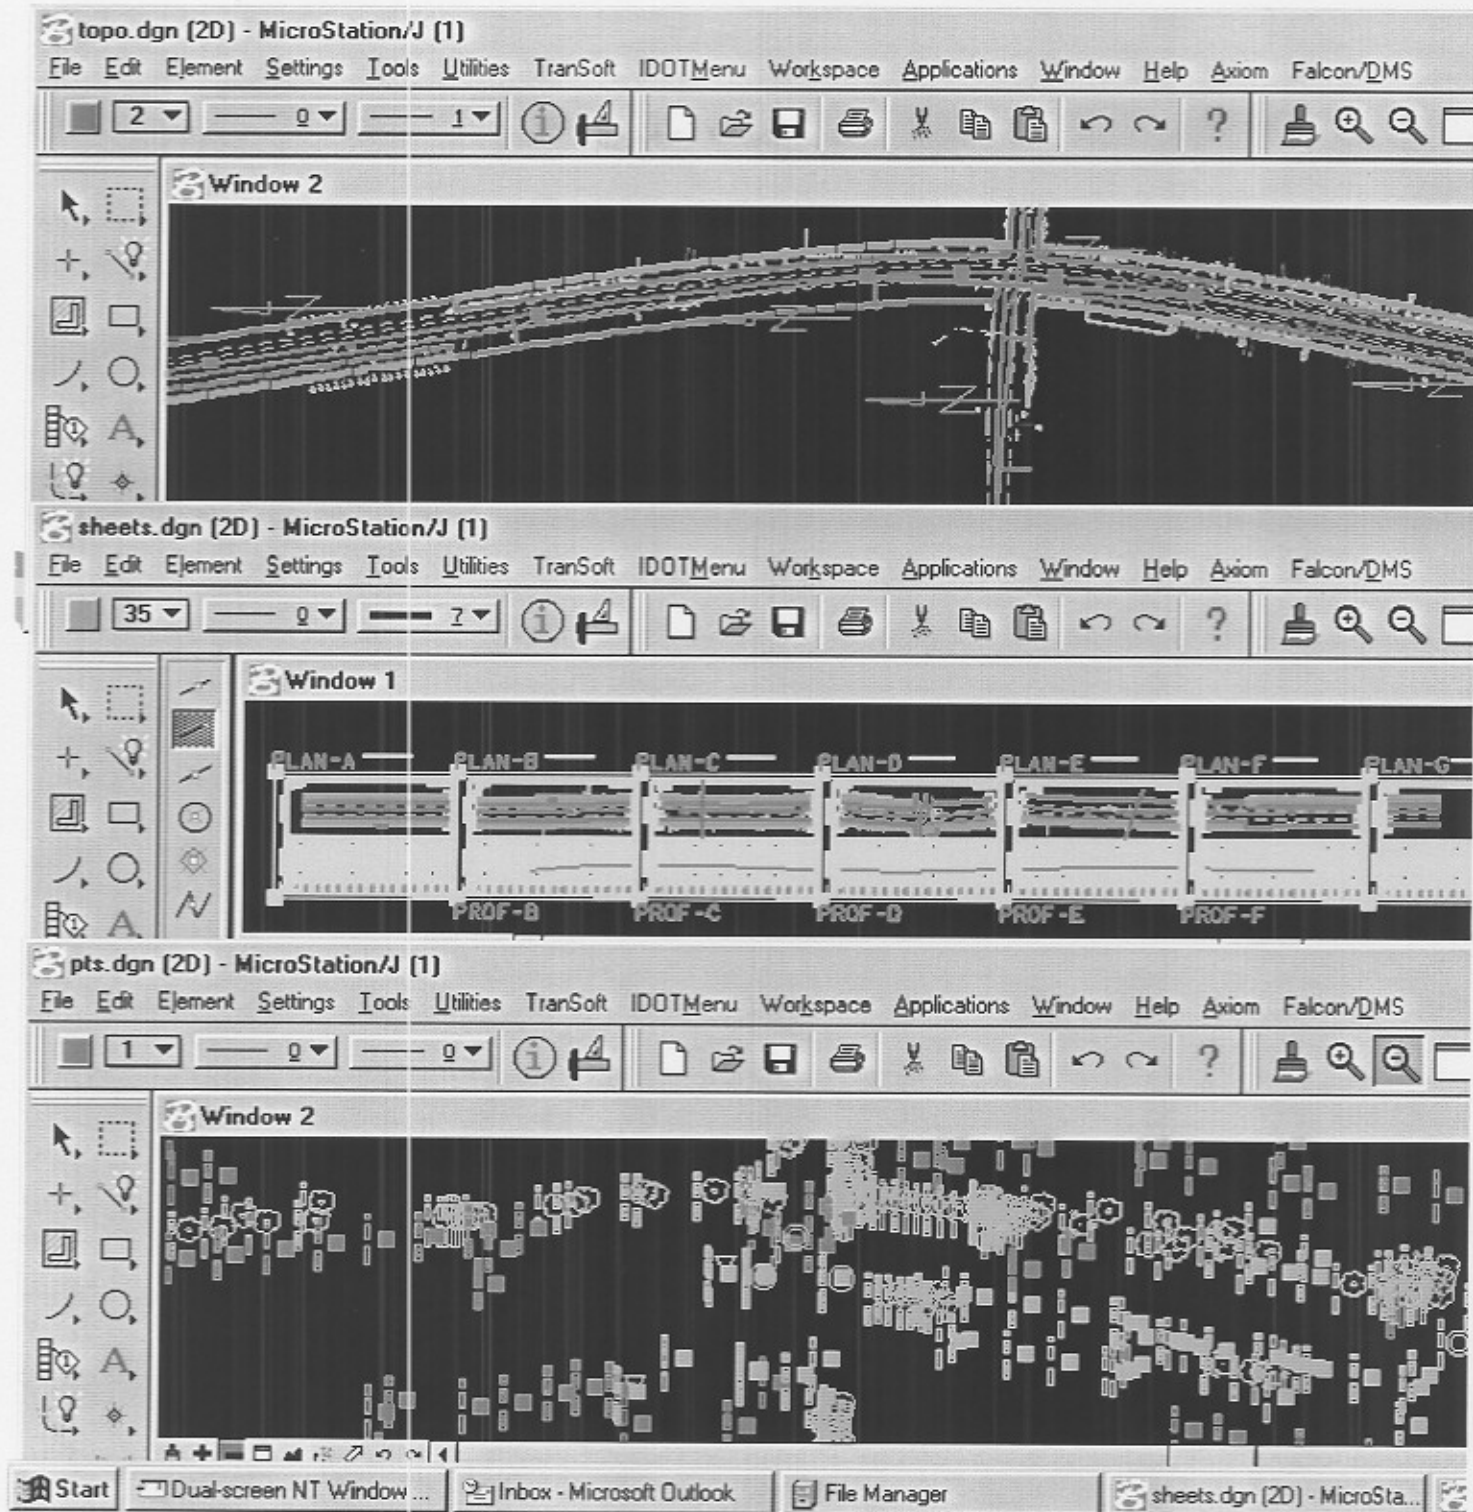 topo.dgn (2D) - MicroStation/J (1)
File Edit Element Settings Tools Utilities TranSoft IDOTMenu Workspace Applications Window Help Axiom Falcon/DMS
2 0 1
Window 2
sheets.dgn (2D) - MicroStation/J (1)
File Edit Element Settings Tools Utilities TranSoft IDOTMenu Workspace Applications Window Help Axiom Falcon/DMS
35 0 7
Window 1
PLAN-A PLAN-B PLAN-C PLAN-D PLAN-E PLAN-F PLAN-G
PROF-B PROF-C PROF-D PROF-E PROF-F
pts.dgn (2D) - MicroStation/J (1)
File Edit Element Settings Tools Utilities TranSoft IDOTMenu Workspace Applications Window Help Axiom Falcon/DMS
1 0 0
Window 2
Start Dual-screen NT Window ... Inbox - Microsoft Outlook File Manager sheets.dgn (2D) - MicroSta...